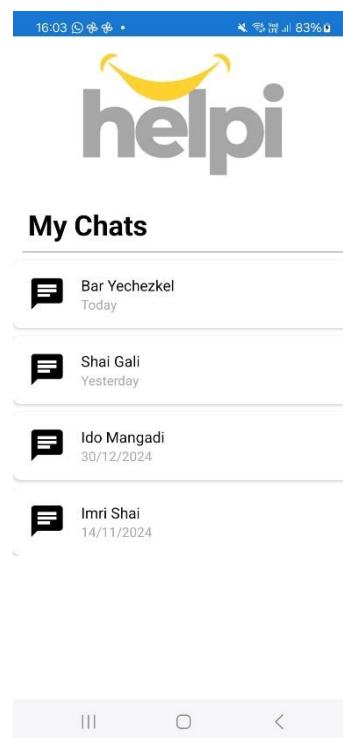 16:03 83%
helpi
My Chats
Bar Yechezkel
Today
Shai Gali
Yesterday
Ido Mangadi
30/12/2024
Imri Shai
14/11/2024